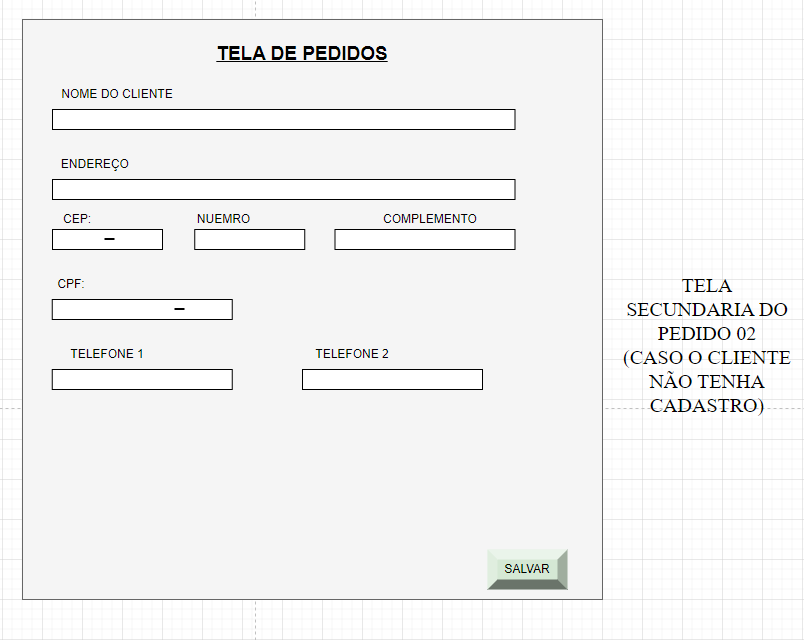 TELA DE PEDIDOS
NOME DO CLIENTE
ENDEREÇO
CEP: NUEMRO COMPLEMENTO
–
CPF:
–
TELEFONE 1 TELEFONE 2
SALVAR
TELA
SECUNDARIA DO
PEDIDO 02
(CASO O CLIENTE
NÃO TENHA
CADASTRO)